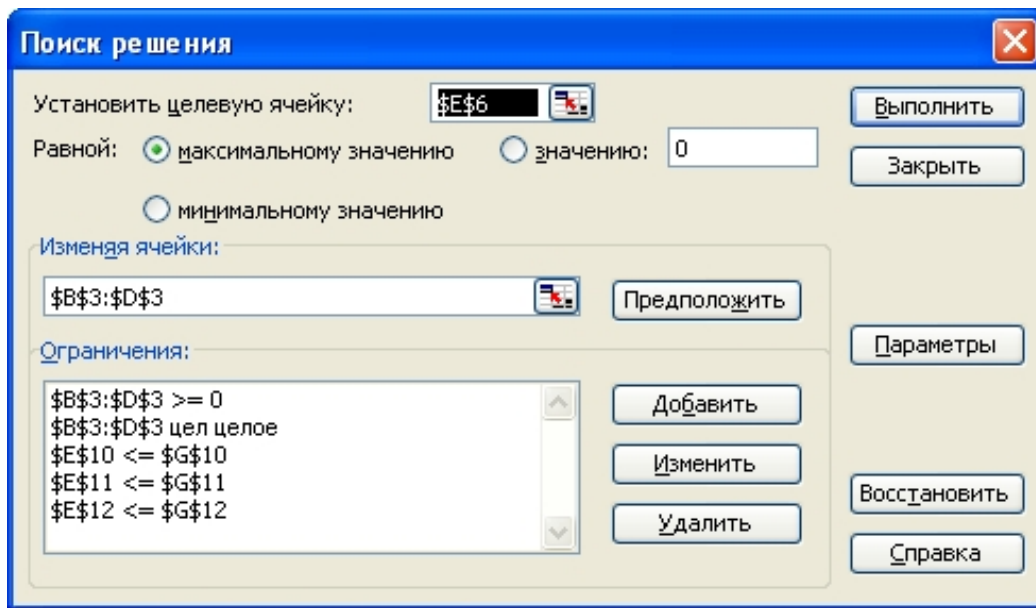 Поиск решения
Установить целевую ячейку: $E$6
Выполнить
Равной: максимальному значению значению: 0
Закрыть
минимальному значению
Изменяя ячейки:
$B$3:$D$3
Предположить
Параметры
Ограничения:
$B$3:$D$3 >= 0
$B$3:$D$3 цел целое
$E$10 <= $G$10
$E$11 <= $G$11
$E$12 <= $G$12
Добавить
Изменить
Удалить
Восстановить
Справка